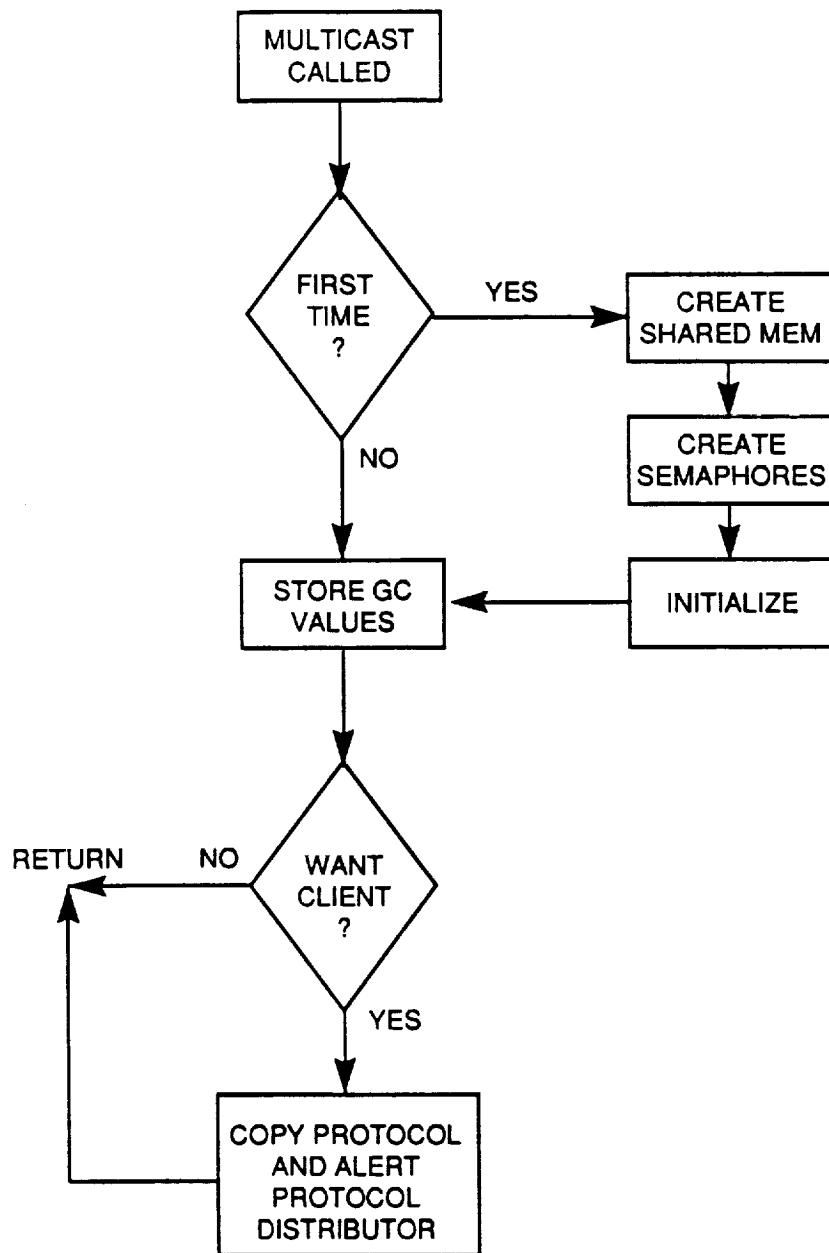 MULTICAST
CALLED
FIRST
TIME
?
YES
CREATE
SHARED MEM
NO
CREATE
SEMAPHORES
STORE GC
VALUES
INITIALIZE
RETURN
NO
WANT
CLIENT
?
YES
COPY PROTOCOL
AND ALERT
PROTOCOL
DISTRIBUTOR